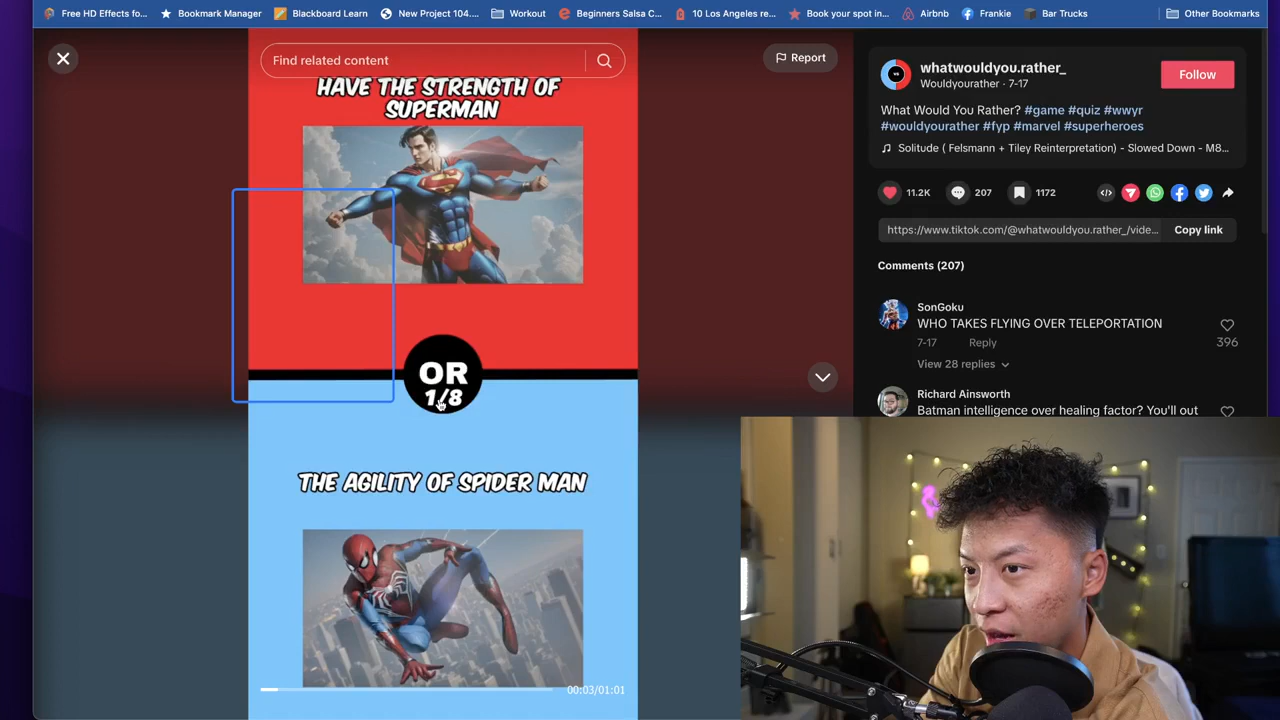 Free HD Effects fo...
Bookmark Manager
Blackboard Learn
New Project 104....
Workout
Beginners Salsa C...
10 Los Angeles re...
Book your spot in...
Airbnb
Frankie
Bar Trucks
Other Bookmarks
Find related content
Report
HAVE THE STRENGTH OF
SUPERMAN
OR
1/8
THE AGILITY OF SPIDER MAN
00:03/01:01
whatwouldyou.rather_
Wouldyourather · 7-17
Follow
What Would You Rather? #game #quiz #wwyr
#wouldyourather #fyp #marvel #superheroes
Solitude ( Felsmann + Tiley Reinterpretation) - Slowed Down - M8...
11.2K
207
1172
https://www.tiktok.com/@whatwouldyou.rather_/vide...
Copy link
Comments (207)
SonGoku
WHO TAKES FLYING OVER TELEPORTATION
7-17
Reply
396
View 28 replies
Richard Ainsworth
Batman intelligence over healing factor? You'll out